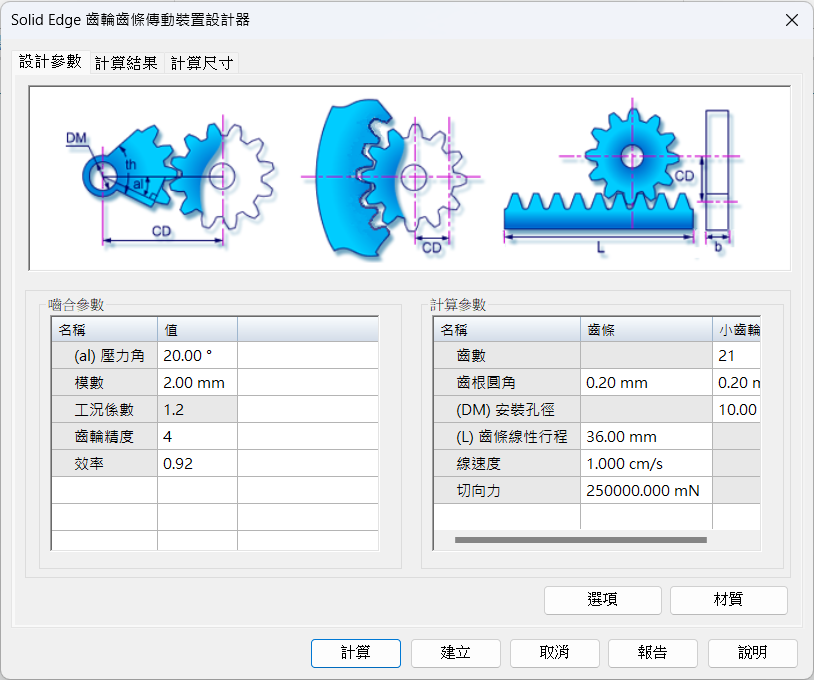 Solid Edge 齒輪齒條傳動裝置設計器
設計參數 計算結果 計算尺寸
DM
th
al
CD
CD
CD
L
b
嚙合參數
名稱 值
(al) 壓力角 20.00 °
模數 2.00 mm
工況係數 1.2
齒輪精度 4
效率 0.92
計算參數
名稱 齒條 小齒輪
齒數 21
齒根圓角 0.20 mm 0.20 m
(DM) 安裝孔徑 10.00
(L) 齒條線性行程 36.00 mm
線速度 1.000 cm/s
切向力 250000.000 mN
選項 材質
計算 建立 取消 報告 說明